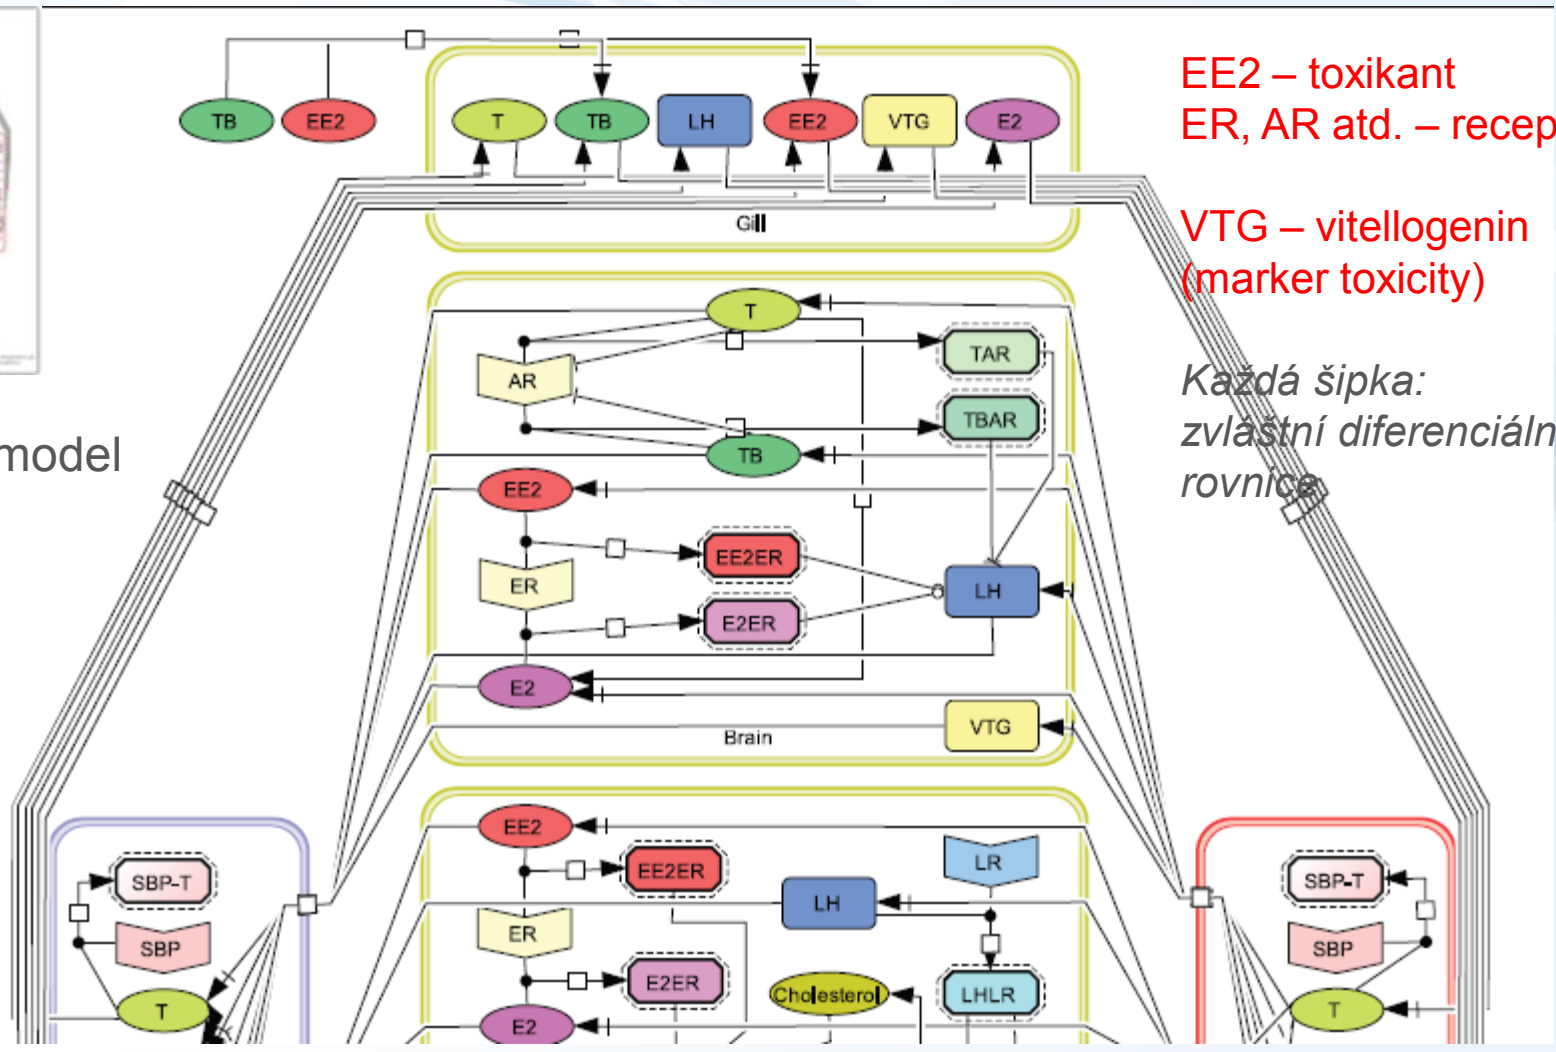 EE2 – toxikant
ER, AR atd. – recep
VTG – vitellogenin
(marker toxicity)
Každá šipka:
zvláštní diferenciáln
rovnice
model
TB
EE2
T
TB
LH
EE2
VTG
E2
Gill
T
TAR
AR
TBAR
TB
EE2
EE2ER
ER
LH
E2ER
E2
VTG
Brain
EE2
LR
EE2ER
SBP-T
SBP-T
LH
ER
SBP
SBP
E2ER
Cholesterol
LHLR
T
T
E2